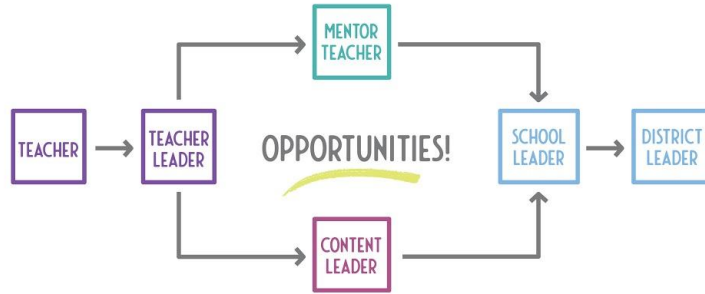 MENTOR
TEACHER
TEACHER
TEACHER
LEADER
OPPORTUNITIES!
SCHOOL
LEADER
DISTRICT
LEADER
CONTENT
LEADER